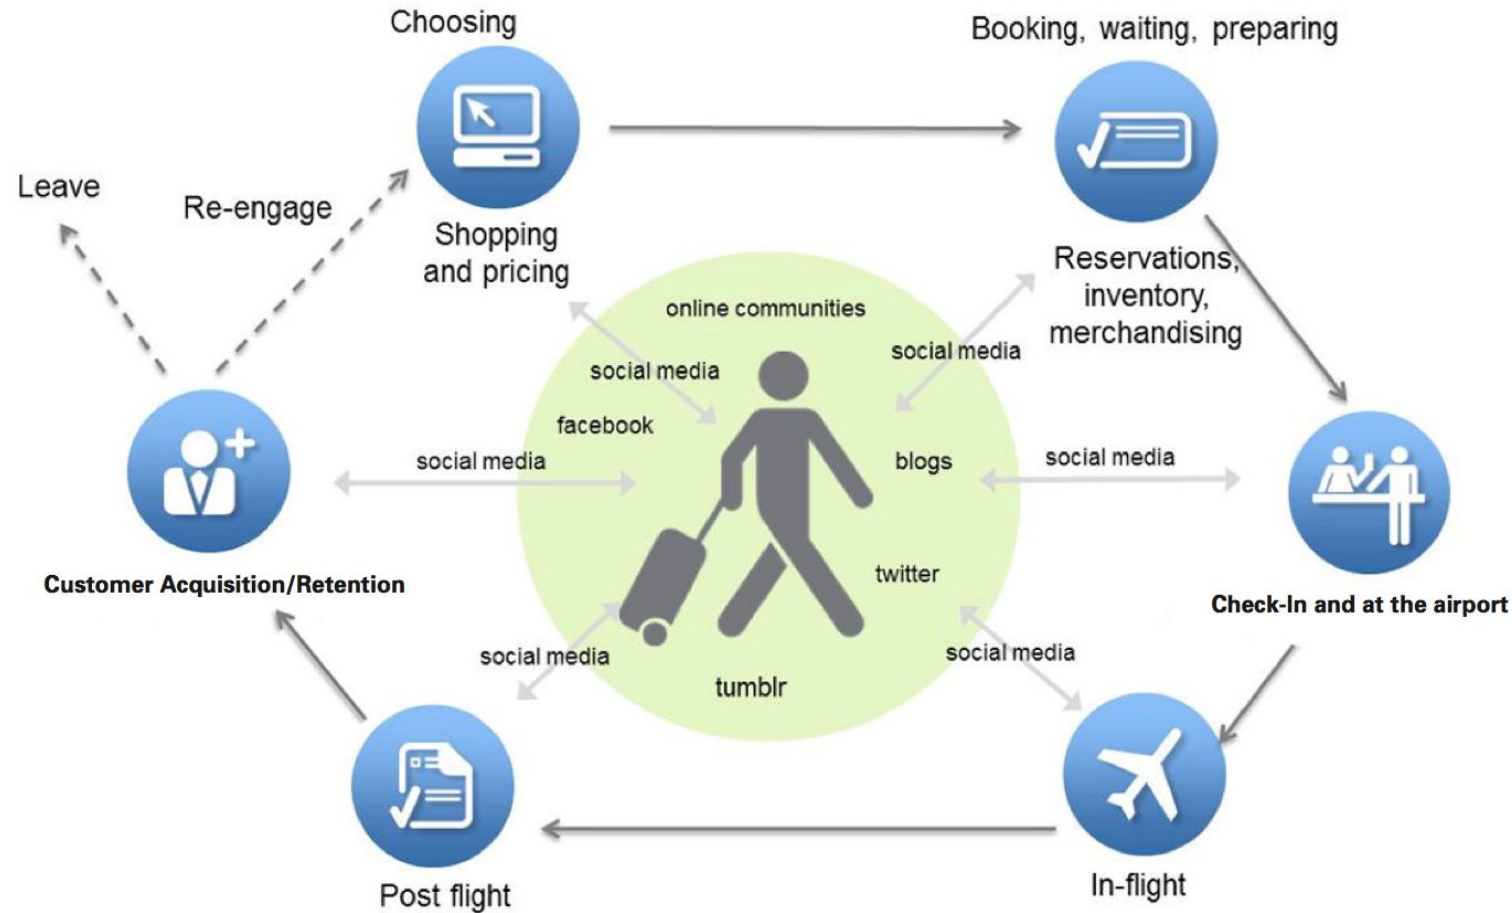 Choosing
Booking, waiting, preparing
Leave
Re-engage
Shopping
and pricing
Reservations,
inventory,
merchandising
online communities
social media
social media
facebook
social media
blogs
social media
twitter
Customer Acquisition/Retention
Check-In and at the airport
social media
social media
tumblr
Post flight
In-flight